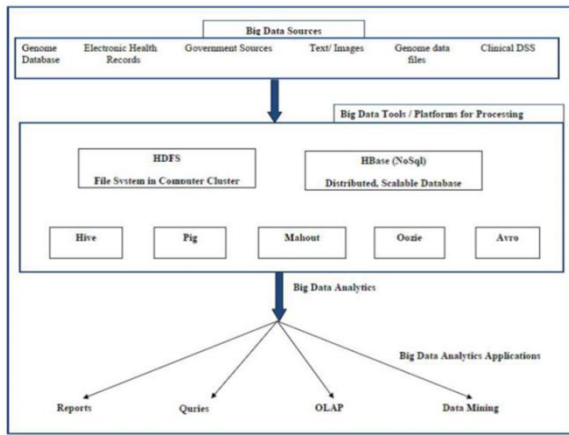 Big Data Sources
Genome Database
Electronic Health Records
Government Sources
Text/ Images
Genome data files
Clinical DSS
Big Data Tools / Platforms for Processing
HDFS
File System in Computer Cluster
HBase (NoSql)
Distributed, Scalable Database
Hive
Pig
Mahout
Oozie
Avro
Big Data Analytics
Big Data Analytics Applications
Reports
Quries
OLAP
Data Mining